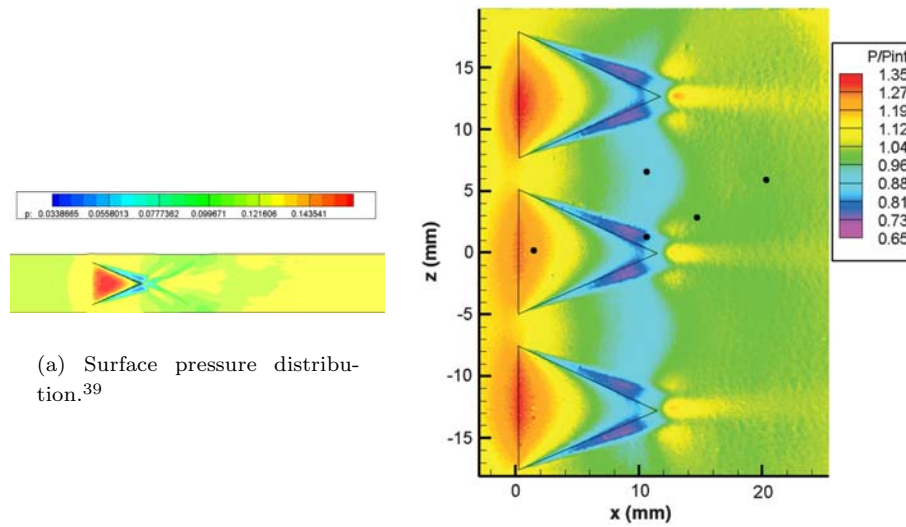 p: 0.0338665 0.0558013 0.0777362 0.099671 0.121606 0.143541
(a) Surface pressure distribu-
tion.39
P/Pinf
1.35
1.27
1.19
1.12
1.04
0.96
0.88
0.81
0.73
0.65
15
10
5
0
-5
-10
-15
z (mm)
0 10 20
x (mm)